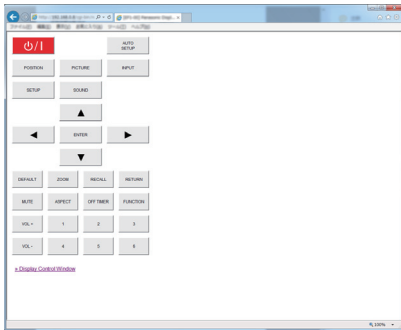 ⏻/I
AUTO
SETUP
POSITION PICTURE INPUT
SETUP SOUND
▲
◀ ENTER ▶
▼
DEFAULT ZOOM RECALL RETURN
MUTE ASPECT OFF TIMER FUNCTION
VOL + 1 2 3
VOL - 4 5 6
» Display Control Window
100%